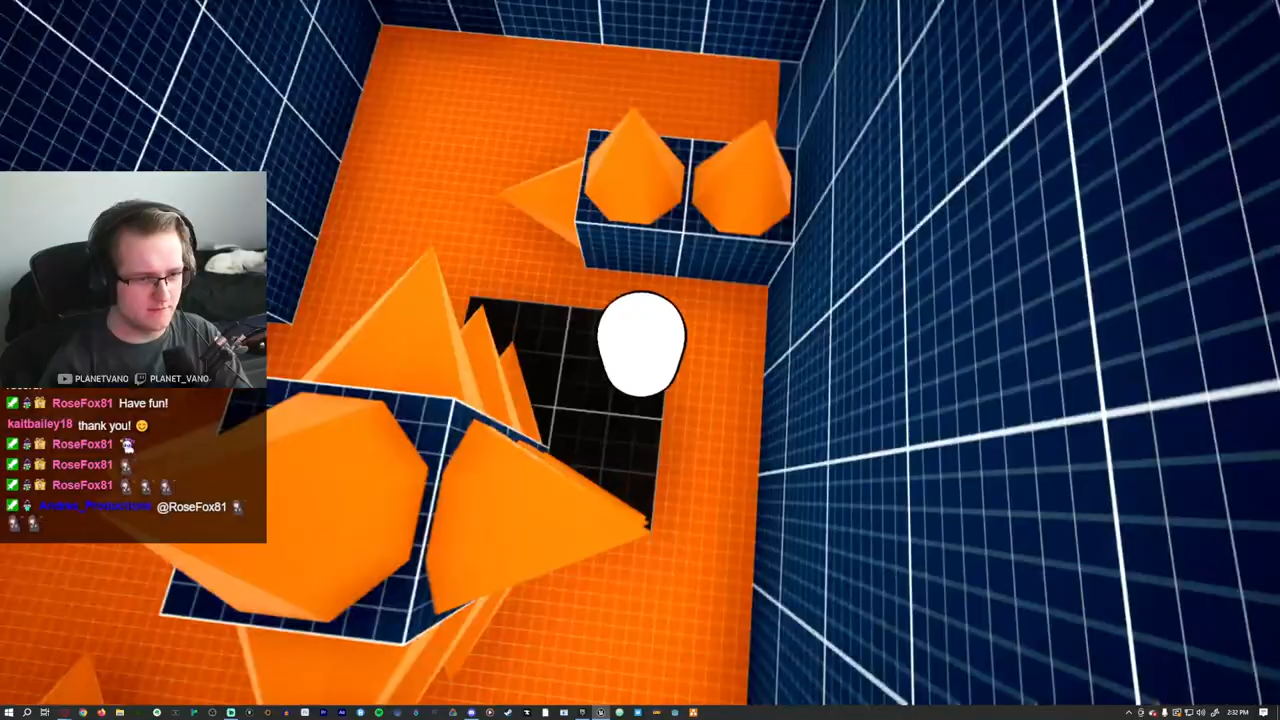 PLANETVANO PLANET_VANO
RoseFox81 Have fun!
kaitbailey18 thank you!
RoseFox81
RoseFox81
RoseFox81
@RoseFox81
2:32 PM